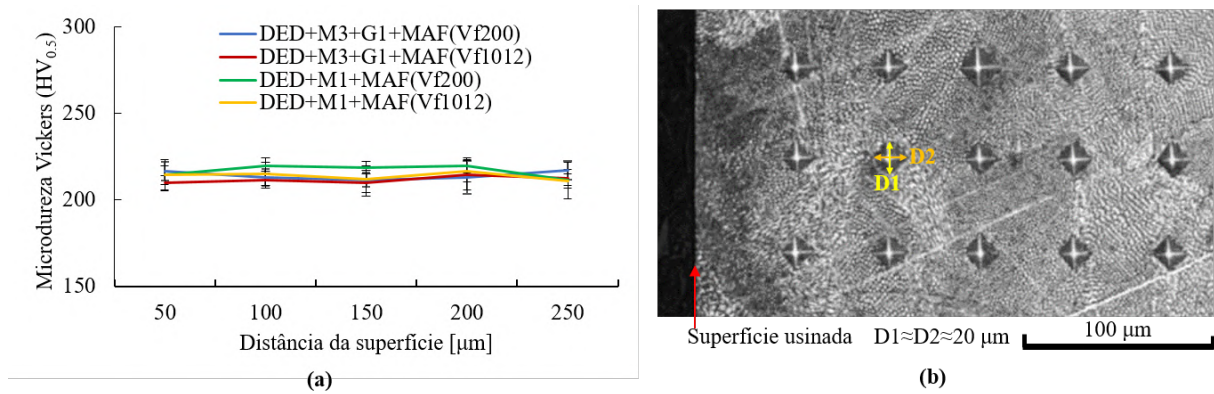 300
250
200
150
Microdureza Vickers (HV0.5)
DED+M3+G1+MAF(Vf200)
DED+M3+G1+MAF(Vf1012)
DED+M1+MAF(Vf200)
DED+M1+MAF(Vf1012)
50 100 150 200 250
Distância da superfície [µm]
(a)
D2
D1
Superfície usinada D1≈D2≈20 µm 100 µm
(b)